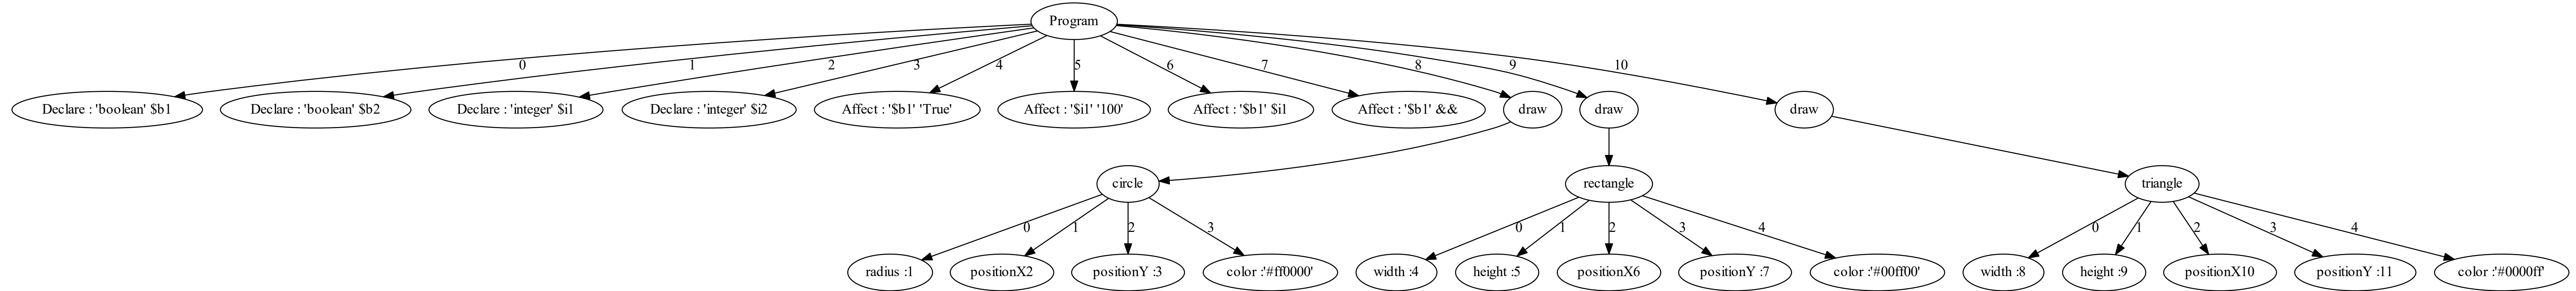 Program
0
1
2
3
4
5
6
7
8
9
10
Declare : 'boolean' $b1
Declare : 'boolean' $b2
Declare : 'integer' $il
Declare : 'integer' $i2
Affect : '$b1' 'True'
Affect : '$il' '100'
Affect : '$b1' $il
Affect : '$b1' &&
draw
draw
draw
circle
rectangle
triangle
0
1
2
3
0
1
2
3
4
0
1
2
3
4
radius :1
positionX2
positionY :3
color :'#ff0000'
width :4
height :5
positionX6
positionY :7
color :'#00ff00'
width :8
height :9
positionX10
positionY :11
color :'#0000ff'